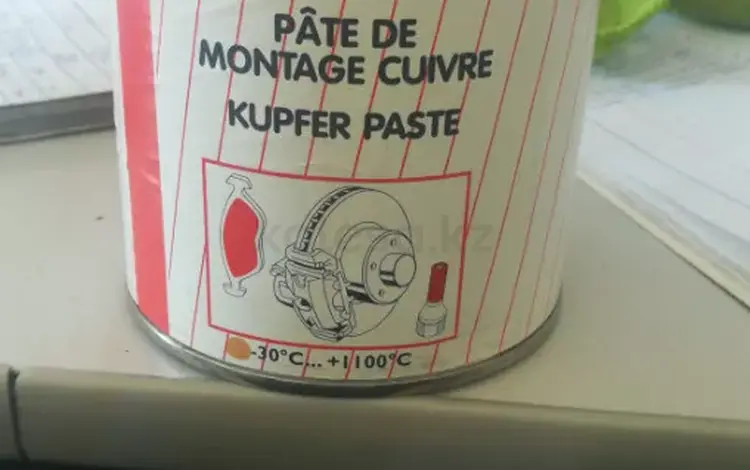 PÂTE DE
MONTAGE CUIVRE
KUPFER PASTE
-30°C... +1100°C